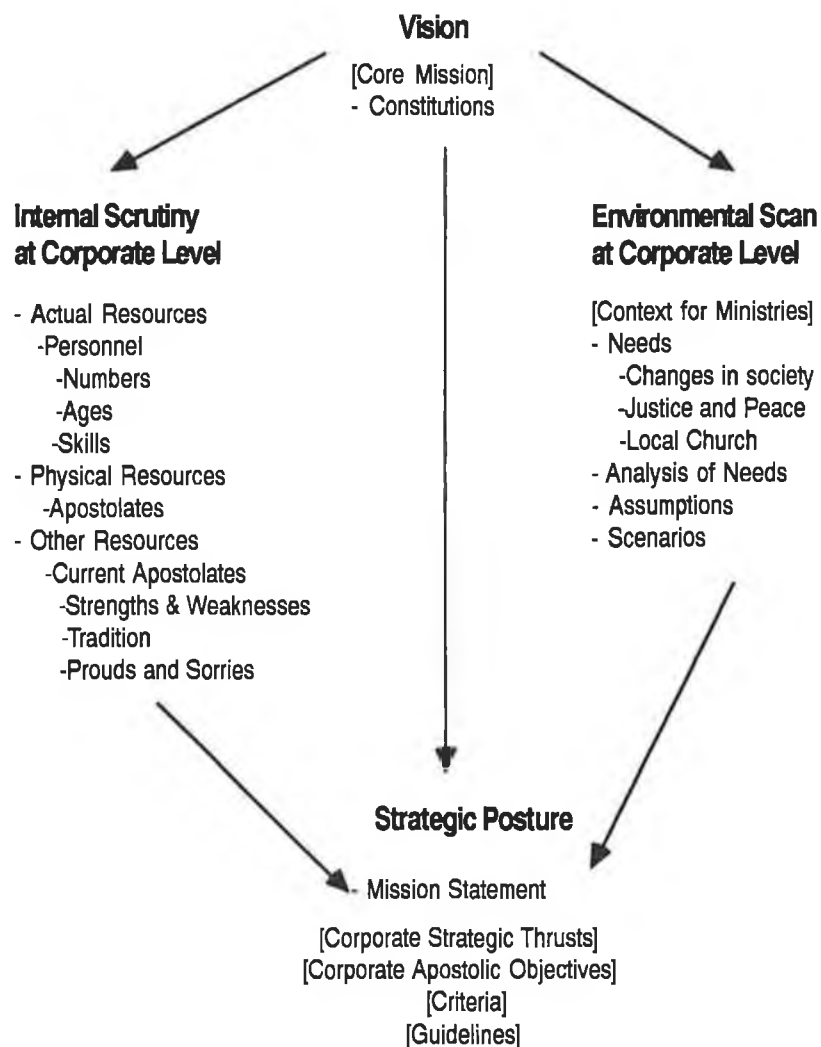 Vision
[Core Mission]
- Constitutions
Internal Scrutiny
at Corporate Level
- Actual Resources
-Personnel
-Numbers
-Ages
-Skills
- Physical Resources
-Apostolates
- Other Resources
-Current Apostolates
-Strengths & Weaknesses
-Tradition
-Prouds and Sorries
Environmental Scan
at Corporate Level
[Context for Ministries]
- Needs
-Changes in society
-Justice and Peace
-Local Church
- Analysis of Needs
- Assumptions
- Scenarios
Strategic Posture
- Mission Statement
[Corporate Strategic Thrusts]
[Corporate Apostolic Objectives]
[Criteria]
[Guidelines]